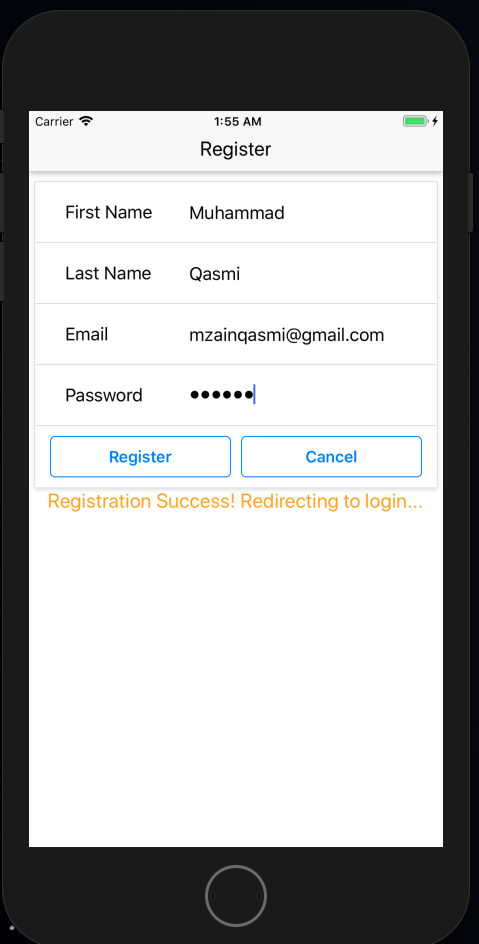 Carrier 1:55 AM
Register
First Name Muhammad
Last Name Qasmi
Email mzainqasmi@gmail.com
Password ••••••
Register Cancel
Registration Success! Redirecting to login...